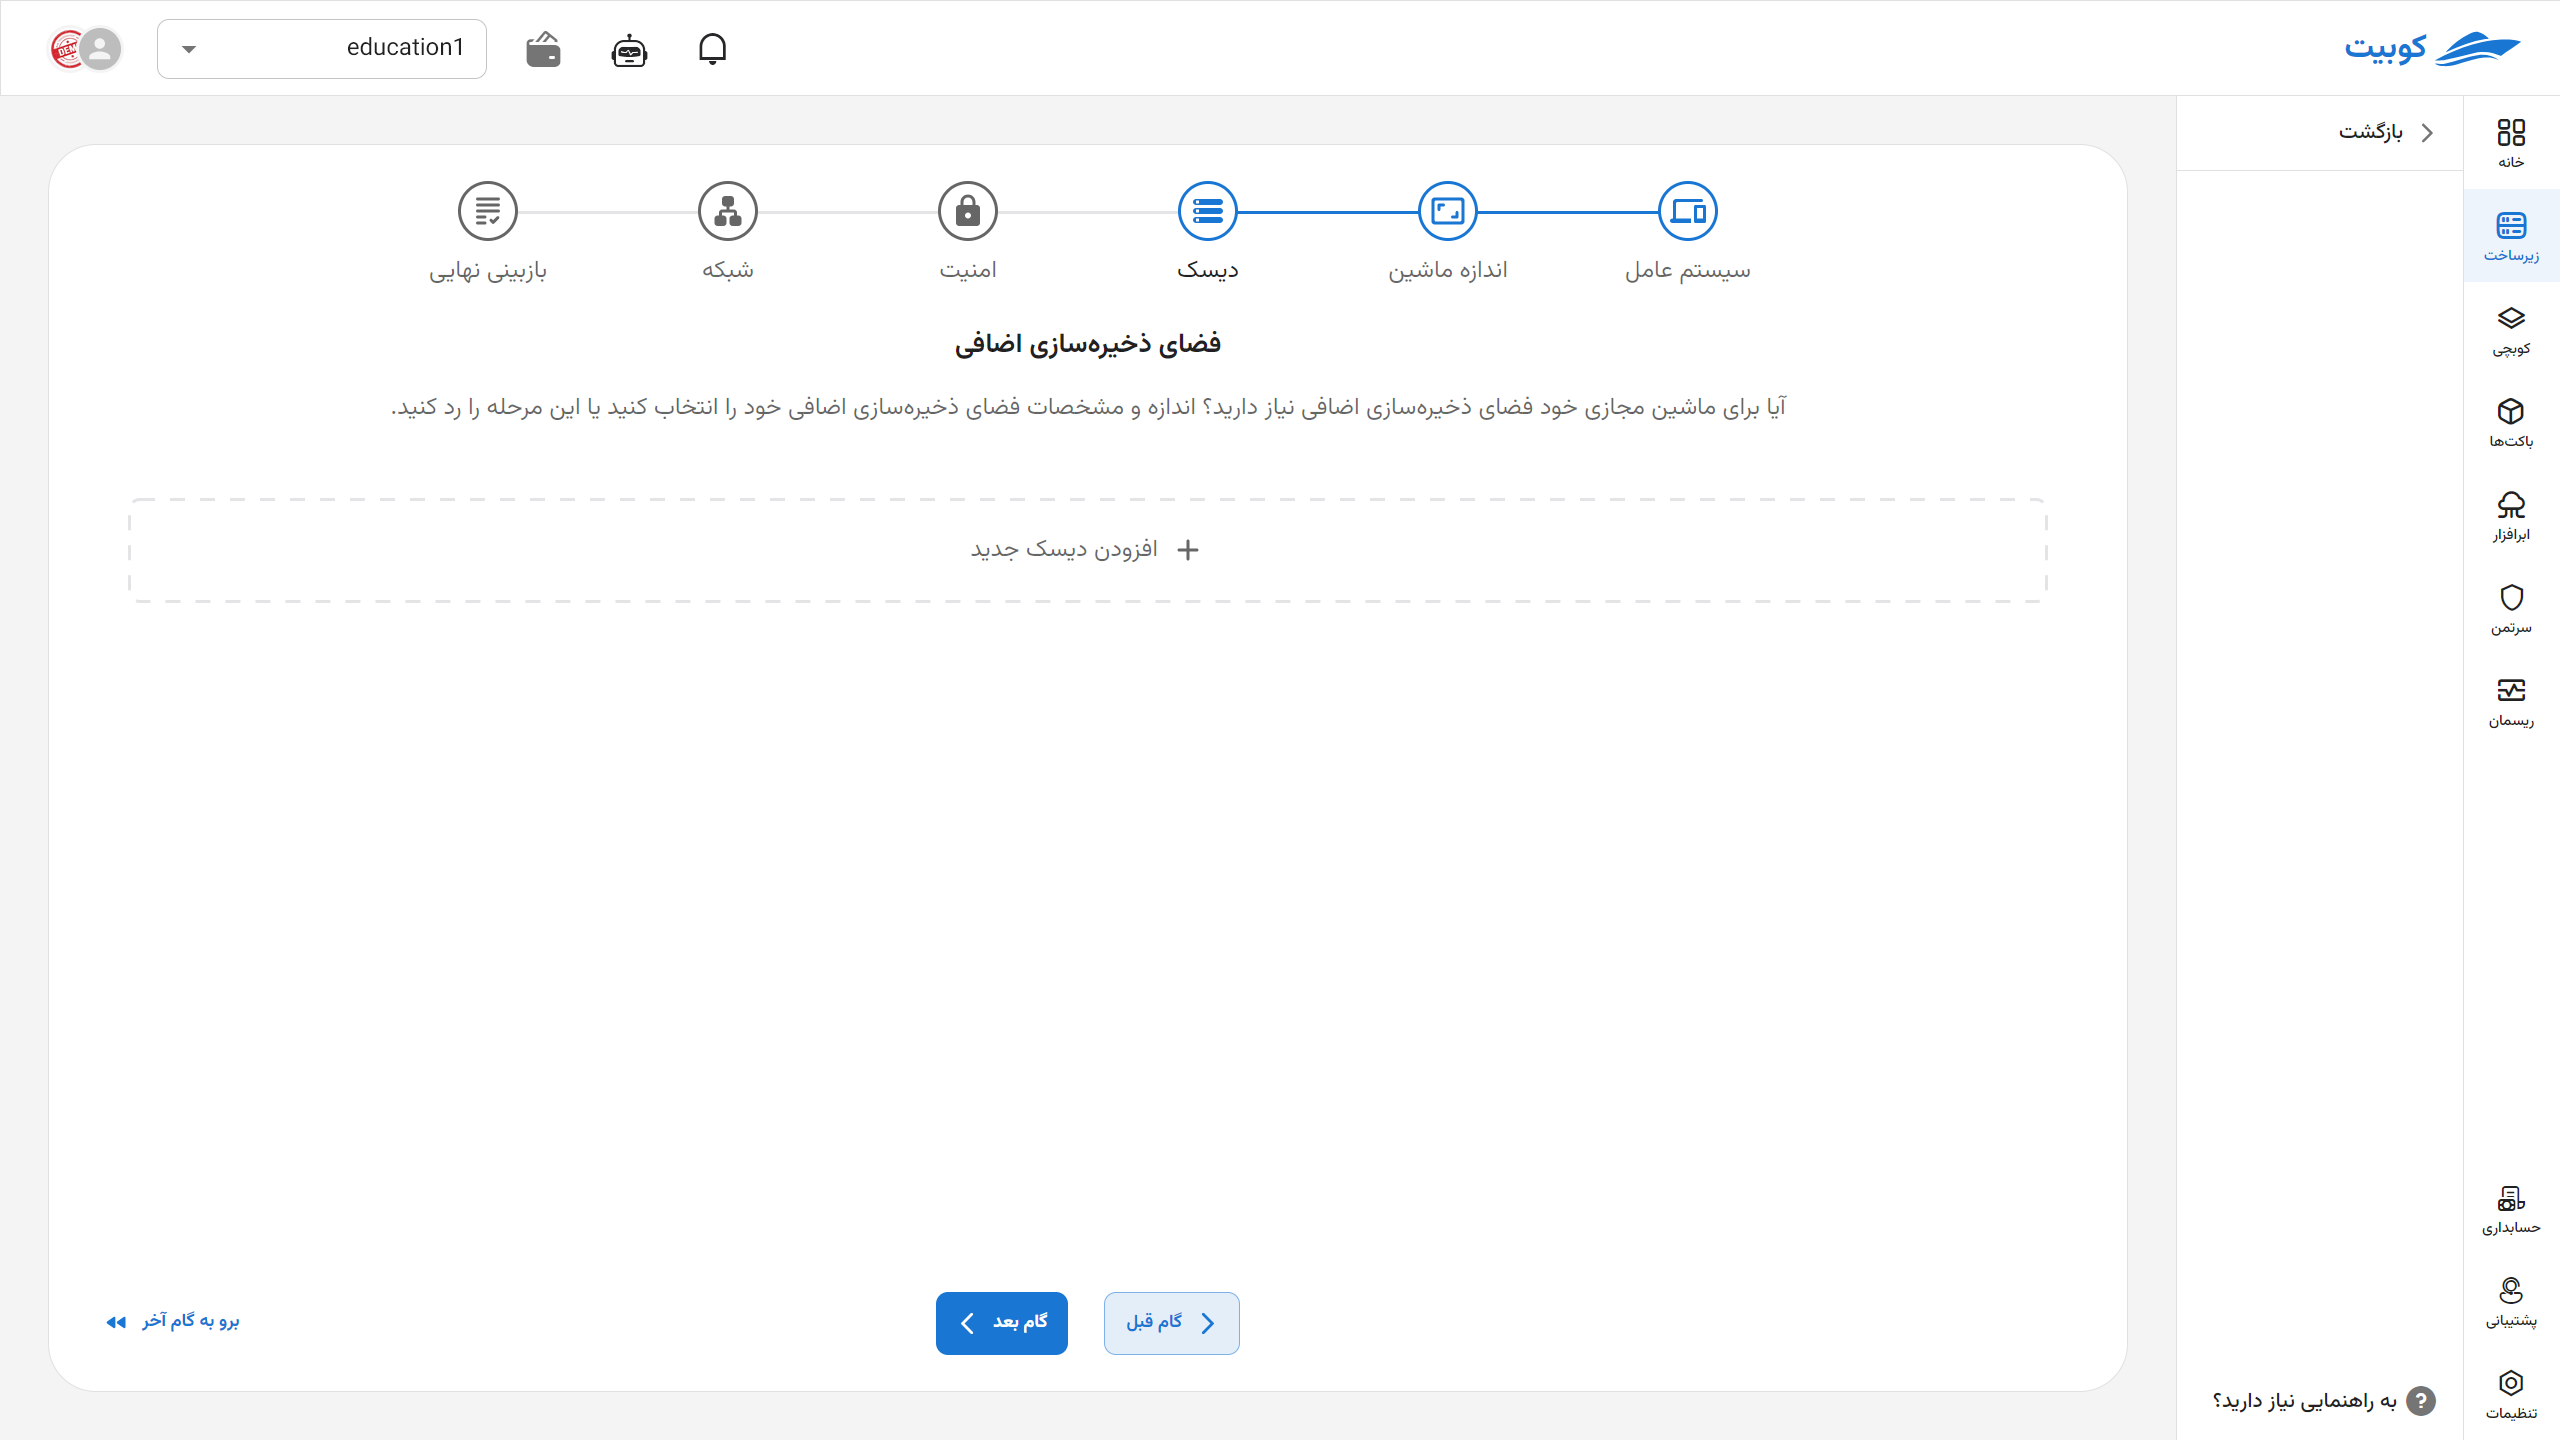 کوبیت
education1
DEMO
خانه
زیرساخت
کوبچی
باکت‌ها
ابرافزار
سرتمن
ریسمان
حسابداری
پشتیبانی
تنظیمات
بازگشت
به راهنمایی نیاز دارید؟
سیستم عامل
اندازه ماشین
دیسک
امنیت
شبکه
بازبینی نهایی
فضای ذخیره‌سازی اضافی
آیا برای ماشین مجازی خود فضای ذخیره‌سازی اضافی نیاز دارید؟ اندازه و مشخصات فضای ذخیره‌سازی اضافی خود را انتخاب کنید یا این مرحله را رد کنید.
افزودن دیسک جدید
گام قبل
گام بعد
برو به گام آخر